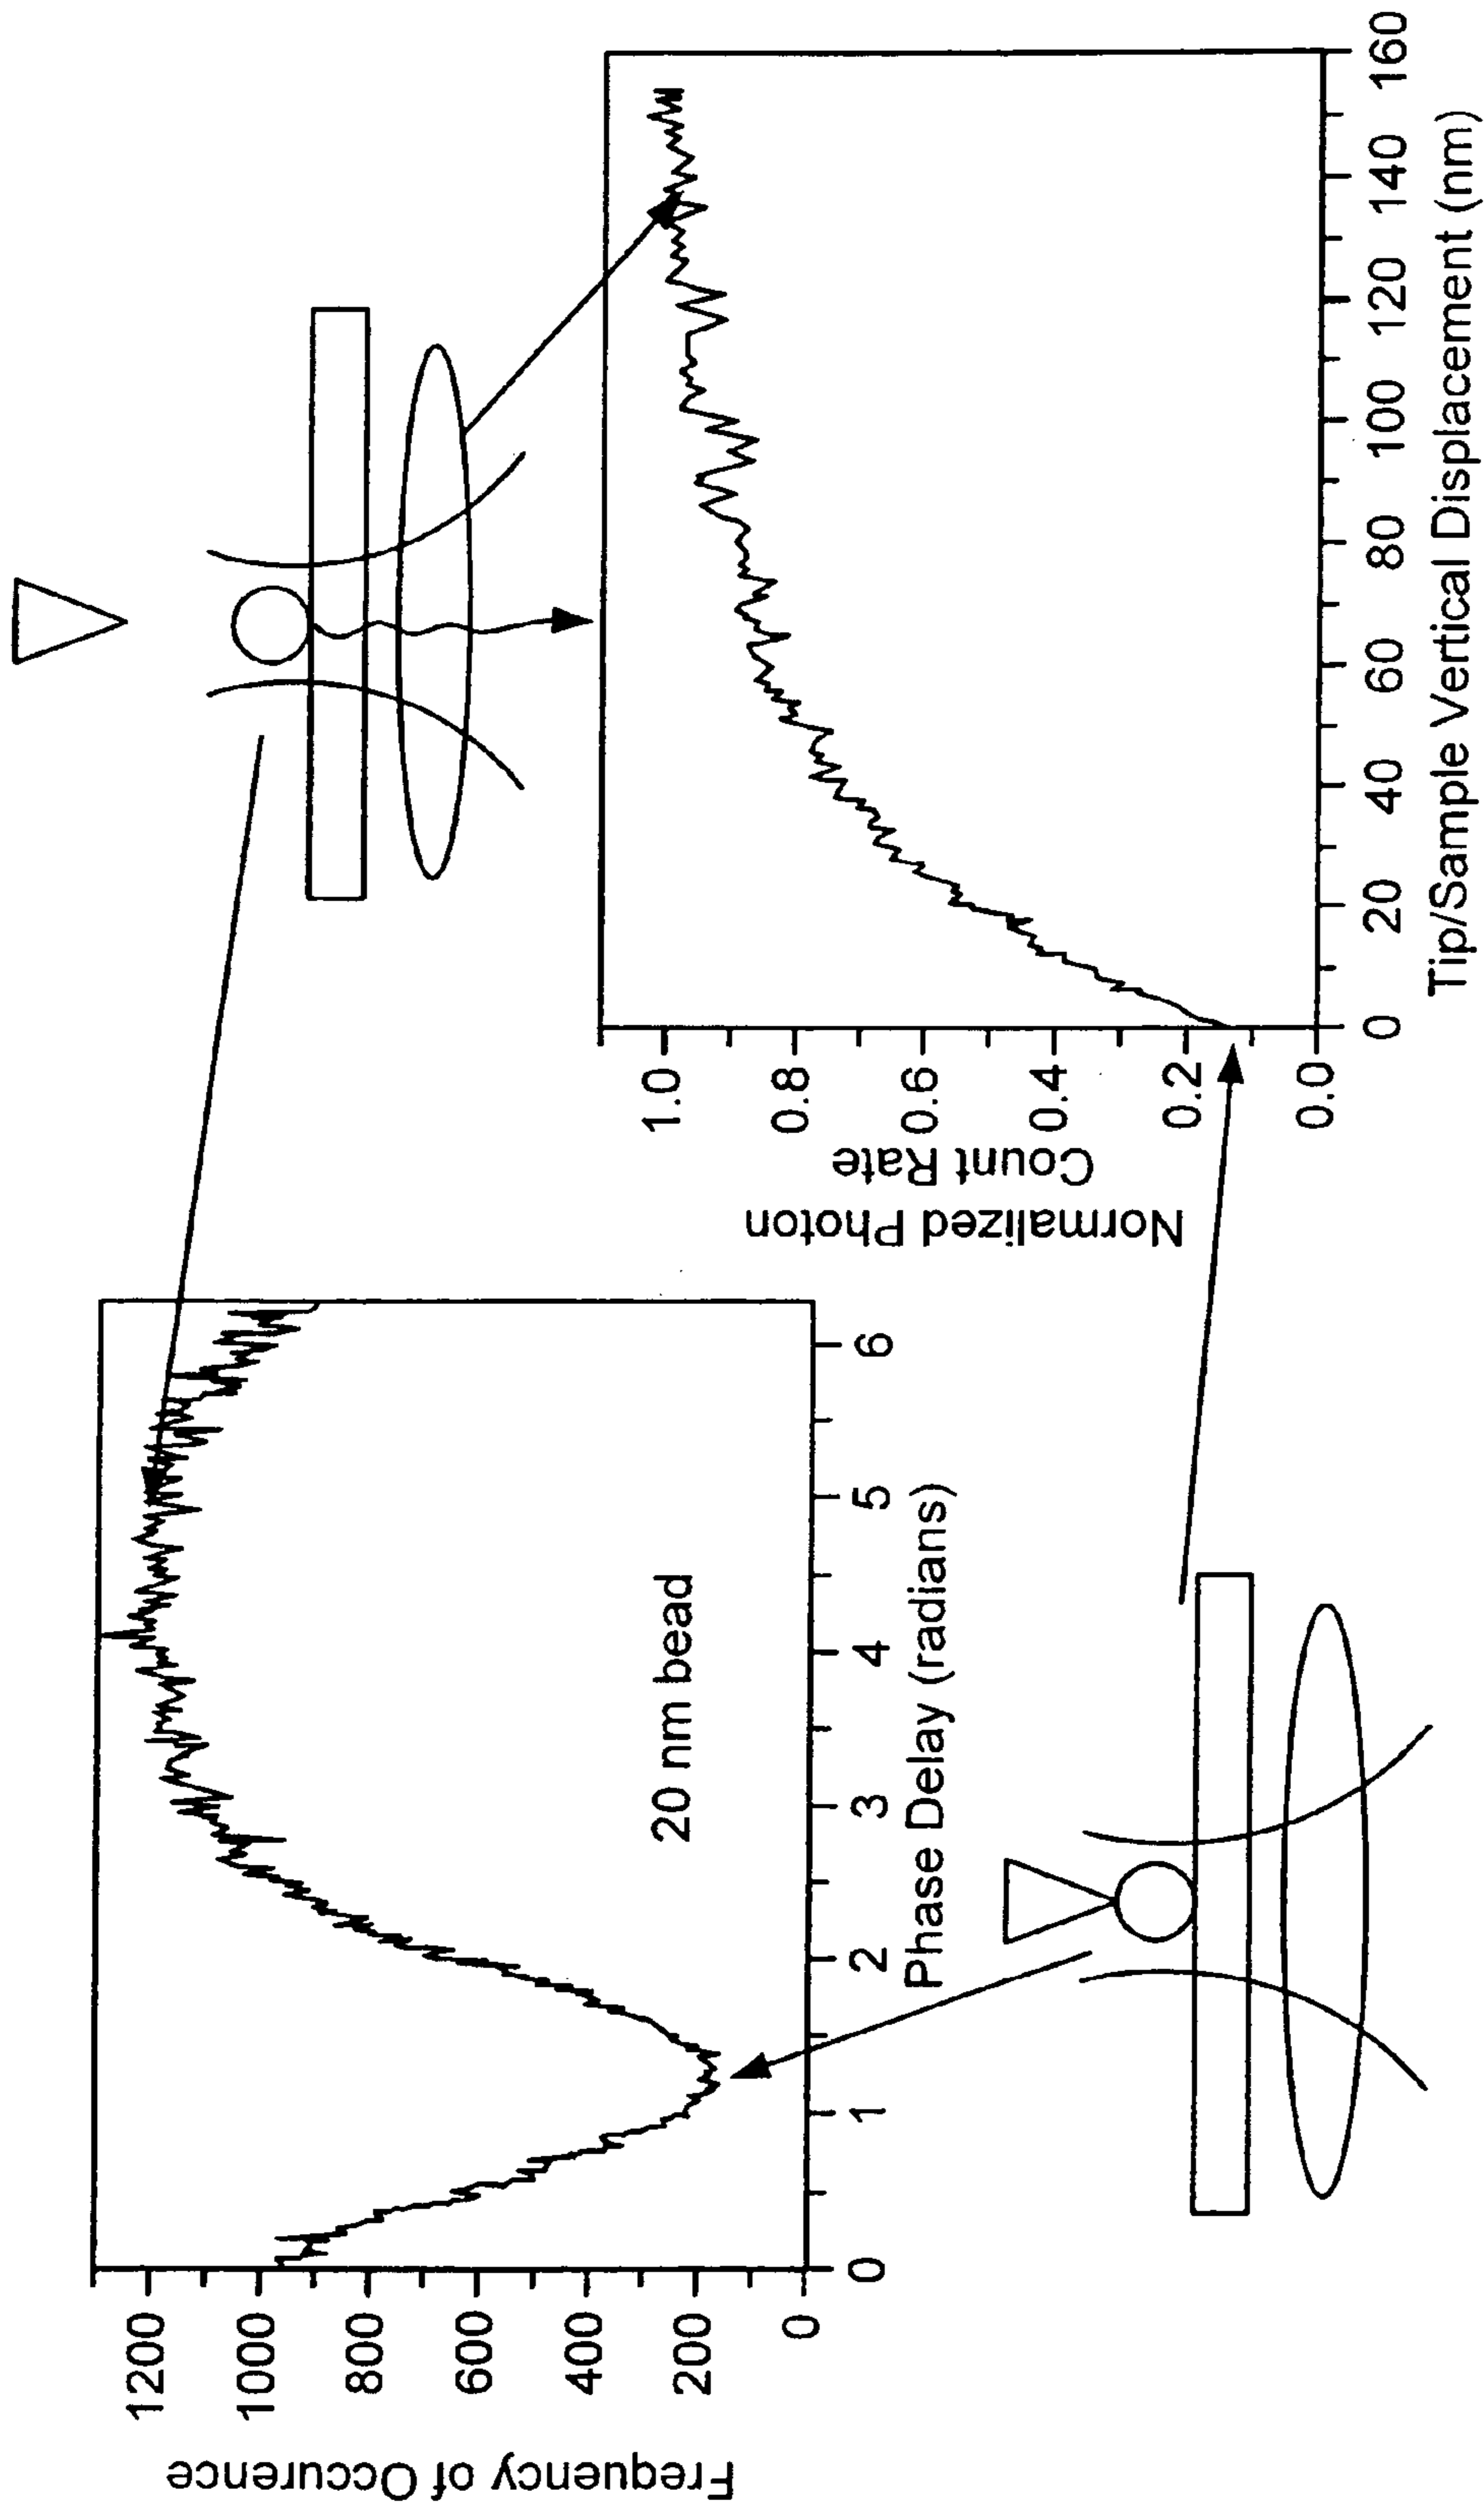 Frequency of Occurence
1200
1000
800
600
400
200
0
0 1 2 3 4 5 6
Phase Delay (radians)
20 nm bead
Normalized Photon
Count Rate
1.0
0.8
0.6
0.4
0.2
0.0
0 20 40 60 80 100 120 140 160
Tip/Sample Vertical Displacement (nm)